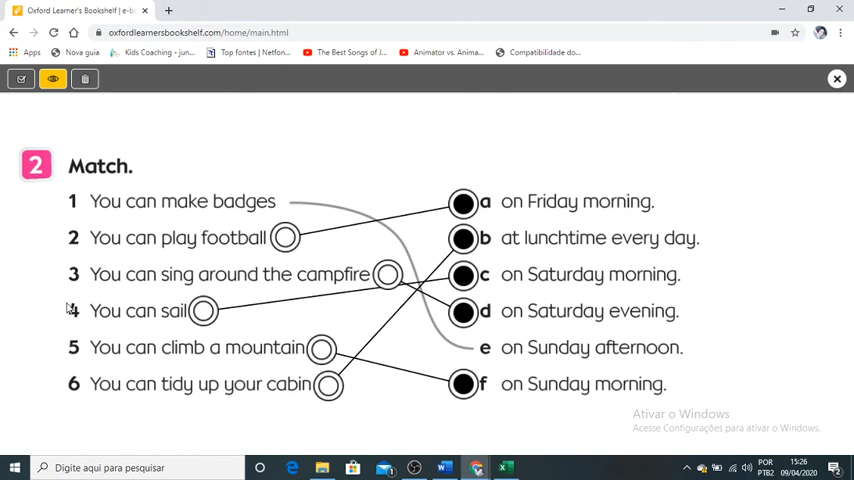 Oxford Learner's Bookshelf | e-bo
oxfordlearnersbookshelf.com/home/main.html
Apps Nova guia Kids Coaching - jun... Top fontes | Netfon... The Best Songs of J... Animator vs. Anima... Compatibilidade do...
2 Match.
1 You can make badges
a on Friday morning.
2 You can play football
b at lunchtime every day.
3 You can sing around the campfire
c on Saturday morning.
4 You can sail
d on Saturday evening.
5 You can climb a mountain
e on Sunday afternoon.
6 You can tidy up your cabin
f on Sunday morning.
Ativar o Windows
Acesse Configurações para ativar o Windows.
Digite aqui para pesquisar
POR
PTB2
15:26
09/04/2020
2